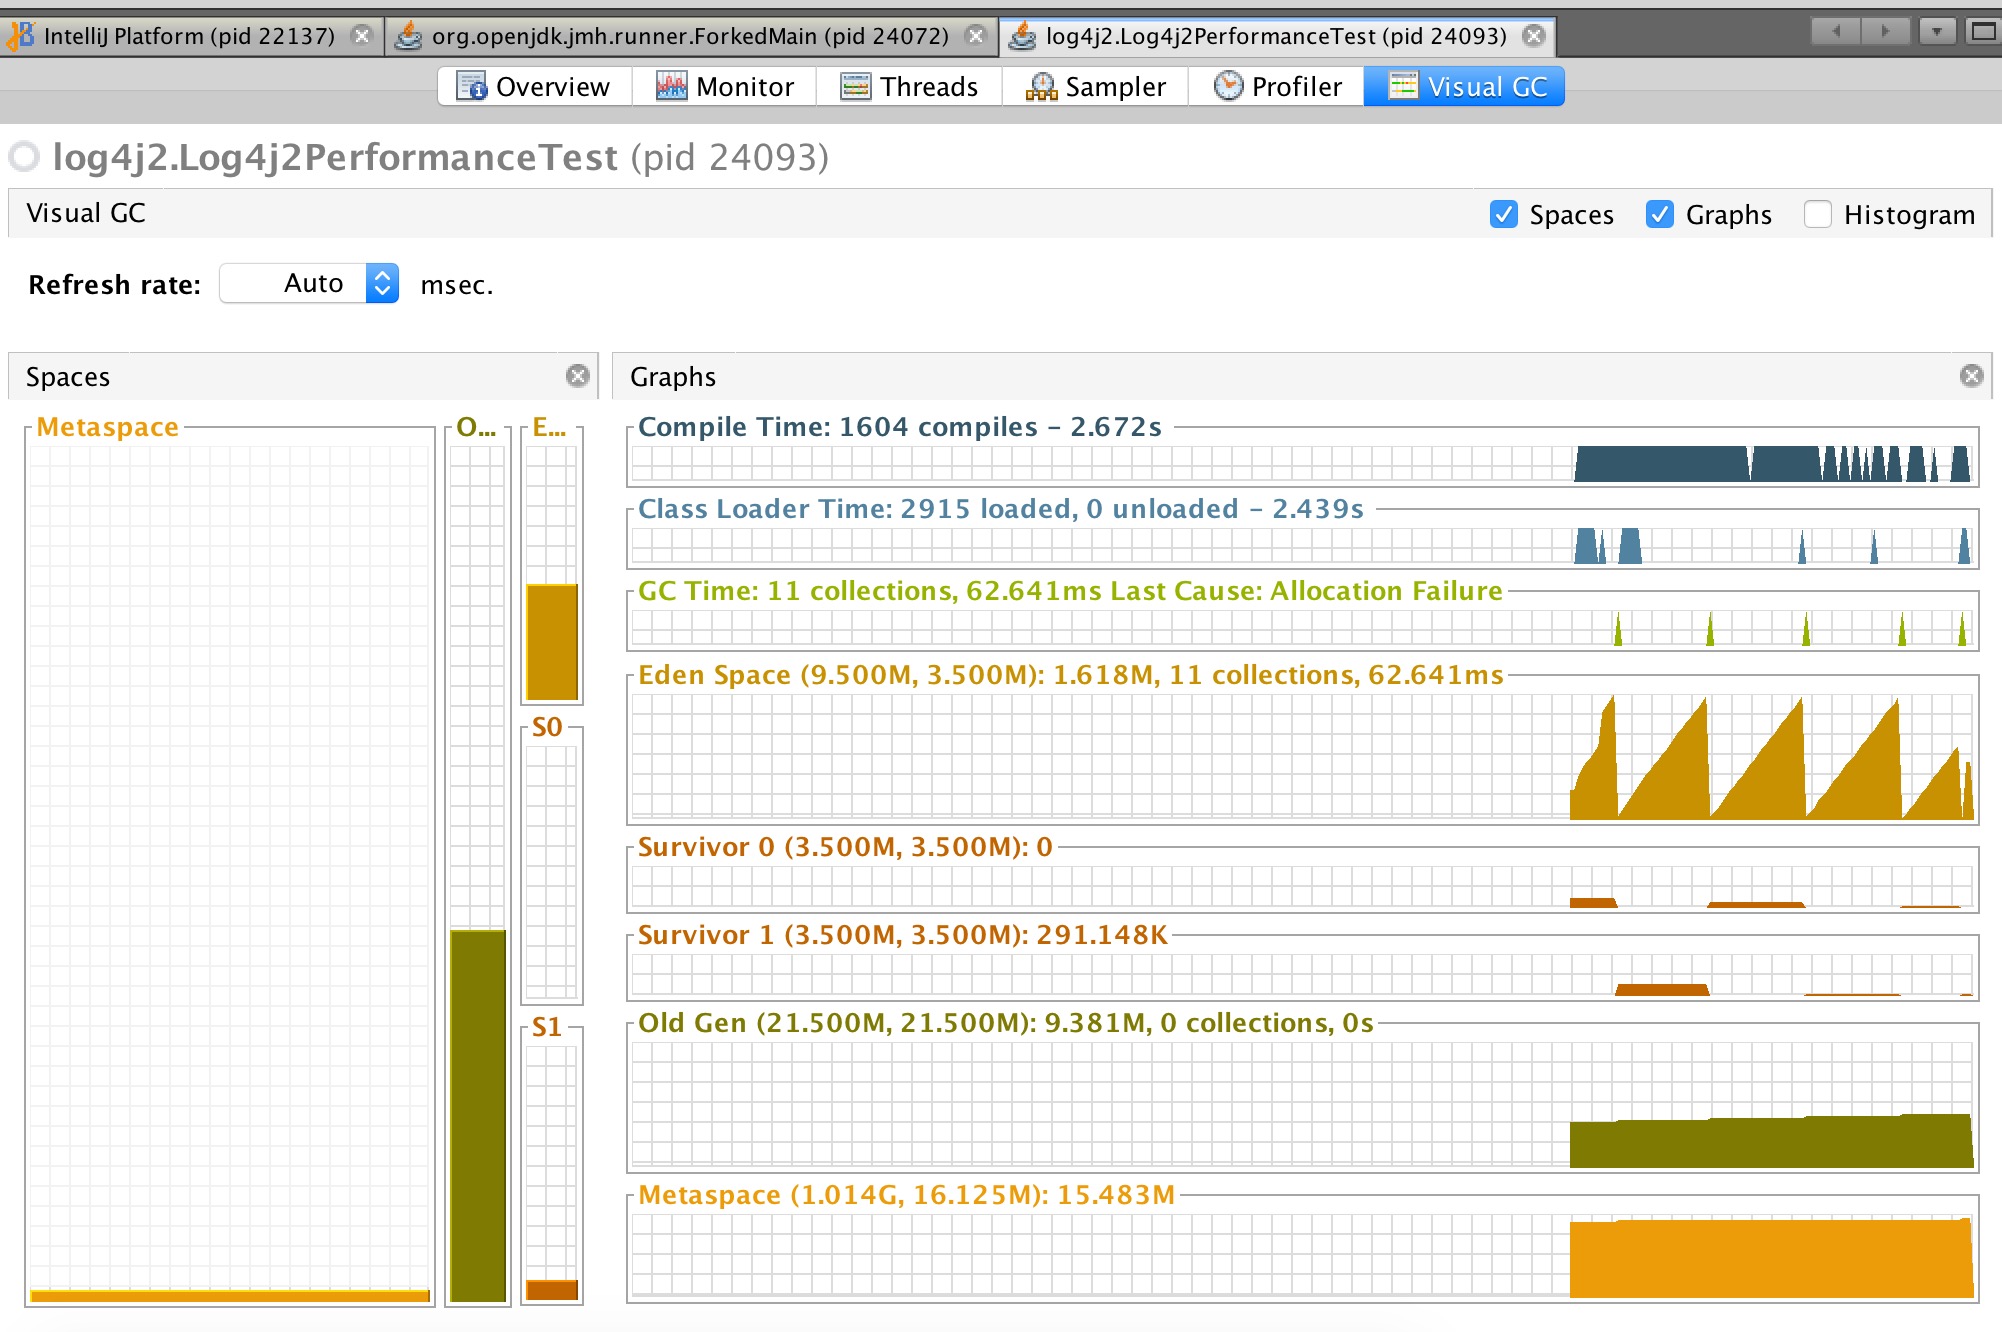 IntelliJ Platform (pid 22137) org.openjdk.jmh.runner.ForkedMain (pid 24072) log4j2.Log4j2PerformanceTest (pid 24093)
Overview Monitor Threads Sampler Profiler Visual GC
log4j2.Log4j2PerformanceTest (pid 24093)
Visual GC Spaces Graphs Histogram
Refresh rate: Auto msec.
Spaces
Metaspace O... E...
S0
S1
Graphs
Compile Time: 1604 compiles - 2.672s
Class Loader Time: 2915 loaded, 0 unloaded - 2.439s
GC Time: 11 collections, 62.641ms Last Cause: Allocation Failure
Eden Space (9.500M, 3.500M): 1.618M, 11 collections, 62.641ms
Survivor 0 (3.500M, 3.500M): 0
Survivor 1 (3.500M, 3.500M): 291.148K
Old Gen (21.500M, 21.500M): 9.381M, 0 collections, 0s
Metaspace (1.014G, 16.125M): 15.483M